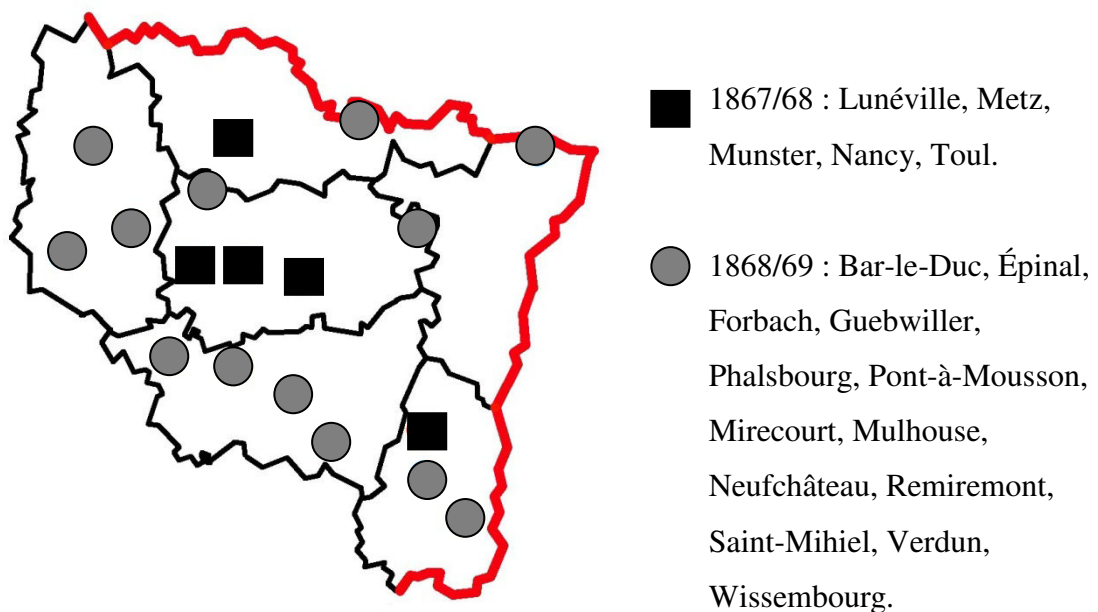 1867/68 : Lunéville, Metz,
Munster, Nancy, Toul.
1868/69 : Bar-le-Duc, Épinal,
Forbach, Guebwiller,
Phalsbourg, Pont-à-Mousson,
Mirecourt, Mulhouse,
Neufchâteau, Remiremont,
Saint-Mihiel, Verdun,
Wissembourg.